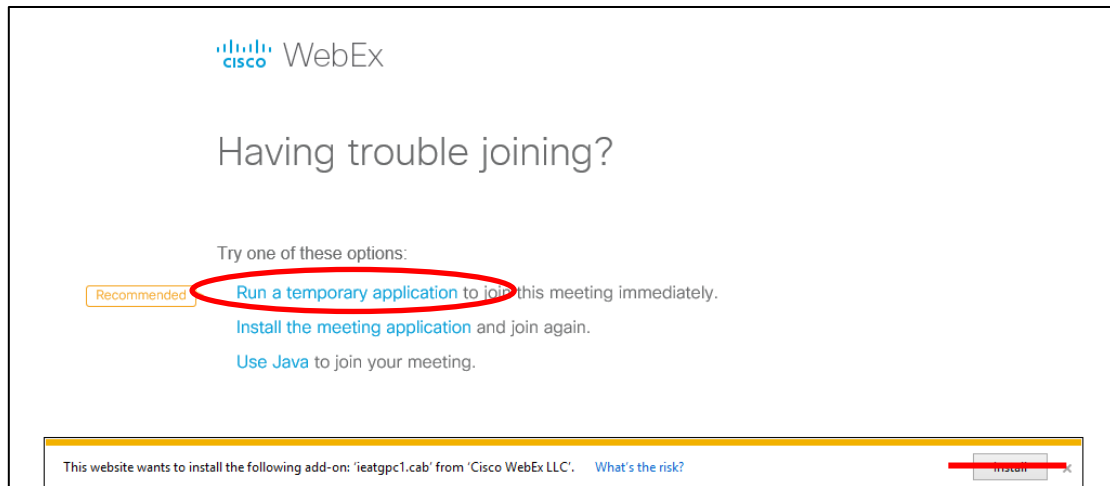 cisco WebEx
Having trouble joining?
Try one of these options:
Recommended
Run a temporary application to join this meeting immediately.
Install the meeting application and join again.
Use Java to join your meeting.
This website wants to install the following add-on: 'ieatgpc1.cab' from 'Cisco WebEx LLC'. What's the risk? Install x